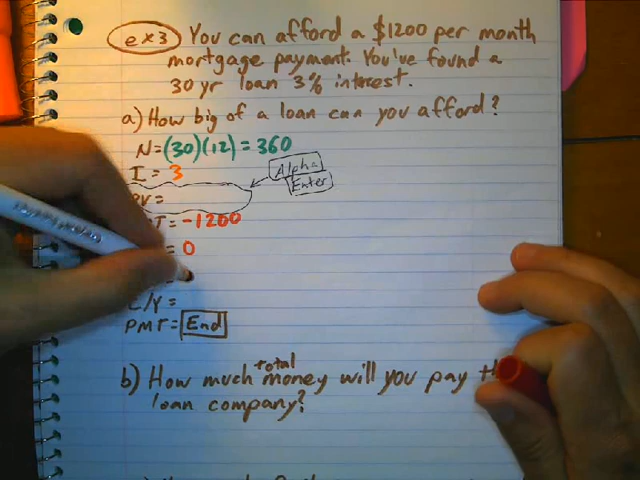 ex3 You can afford a $1200 per month
mortgage payment. You've found a
30 yr loan 3% interest.
a) How big of a loan can you afford?
N=(30)(12)=360
I = 3
Alpha
Enter
PV =
T = -1200
= 0
=
C/Y =
PMT = End
b) How much total money will you pay
loan company?